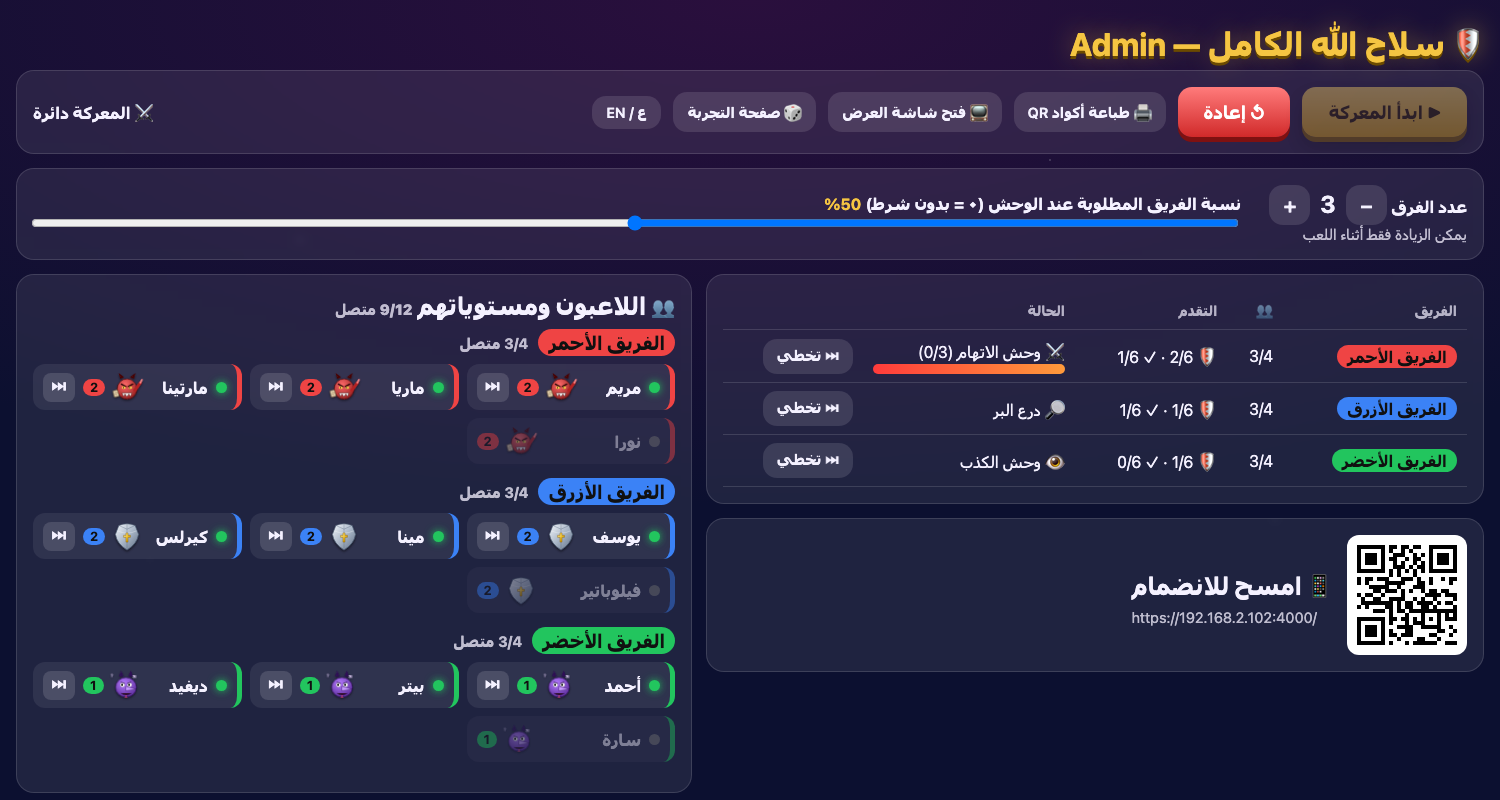 🛡️ سلاح الله الكامل — Admin
▶ ابدأ المعركة
↺ إعادة
🖨️ طباعة أكواد QR
📺 فتح شاشة العرض
🎲 صفحة التجربة
ع / EN
⚔️ المعركة دائرة
عدد الفرق − 3 +
يمكن الزيادة فقط أثناء اللعب
نسبة الفريق المطلوبة عند الوحش (٠ = بدون شرط) 50%
الفريق 👥 التقدم الحالة
الفريق الأحمر 3/4 🛡️ 2/6 · ✓ 1/6 ⚔️ وحش الاتهام (0/3) ⏭ تخطي
الفريق الأزرق 3/4 🛡️ 1/6 · ✓ 1/6 🔎 درع البر ⏭ تخطي
الفريق الأخضر 3/4 🛡️ 1/6 · ✓ 0/6 👁️ وحش الكذب ⏭ تخطي
📱 امسح للانضمام
https://192.168.2.102:4000/
👥 اللاعبون ومستوياتهم 9/12 متصل
الفريق الأحمر 3/4 متصل
مريم 2 ⏭
ماريا 2 ⏭
مارتينا 2 ⏭
نورا 2
الفريق الأزرق 3/4 متصل
يوسف 2 ⏭
مينا 2 ⏭
كيرلس 2 ⏭
فيلوباتير 2
الفريق الأخضر 3/4 متصل
أحمد 1 ⏭
بيتر 1 ⏭
ديفيد 1 ⏭
سارة 1